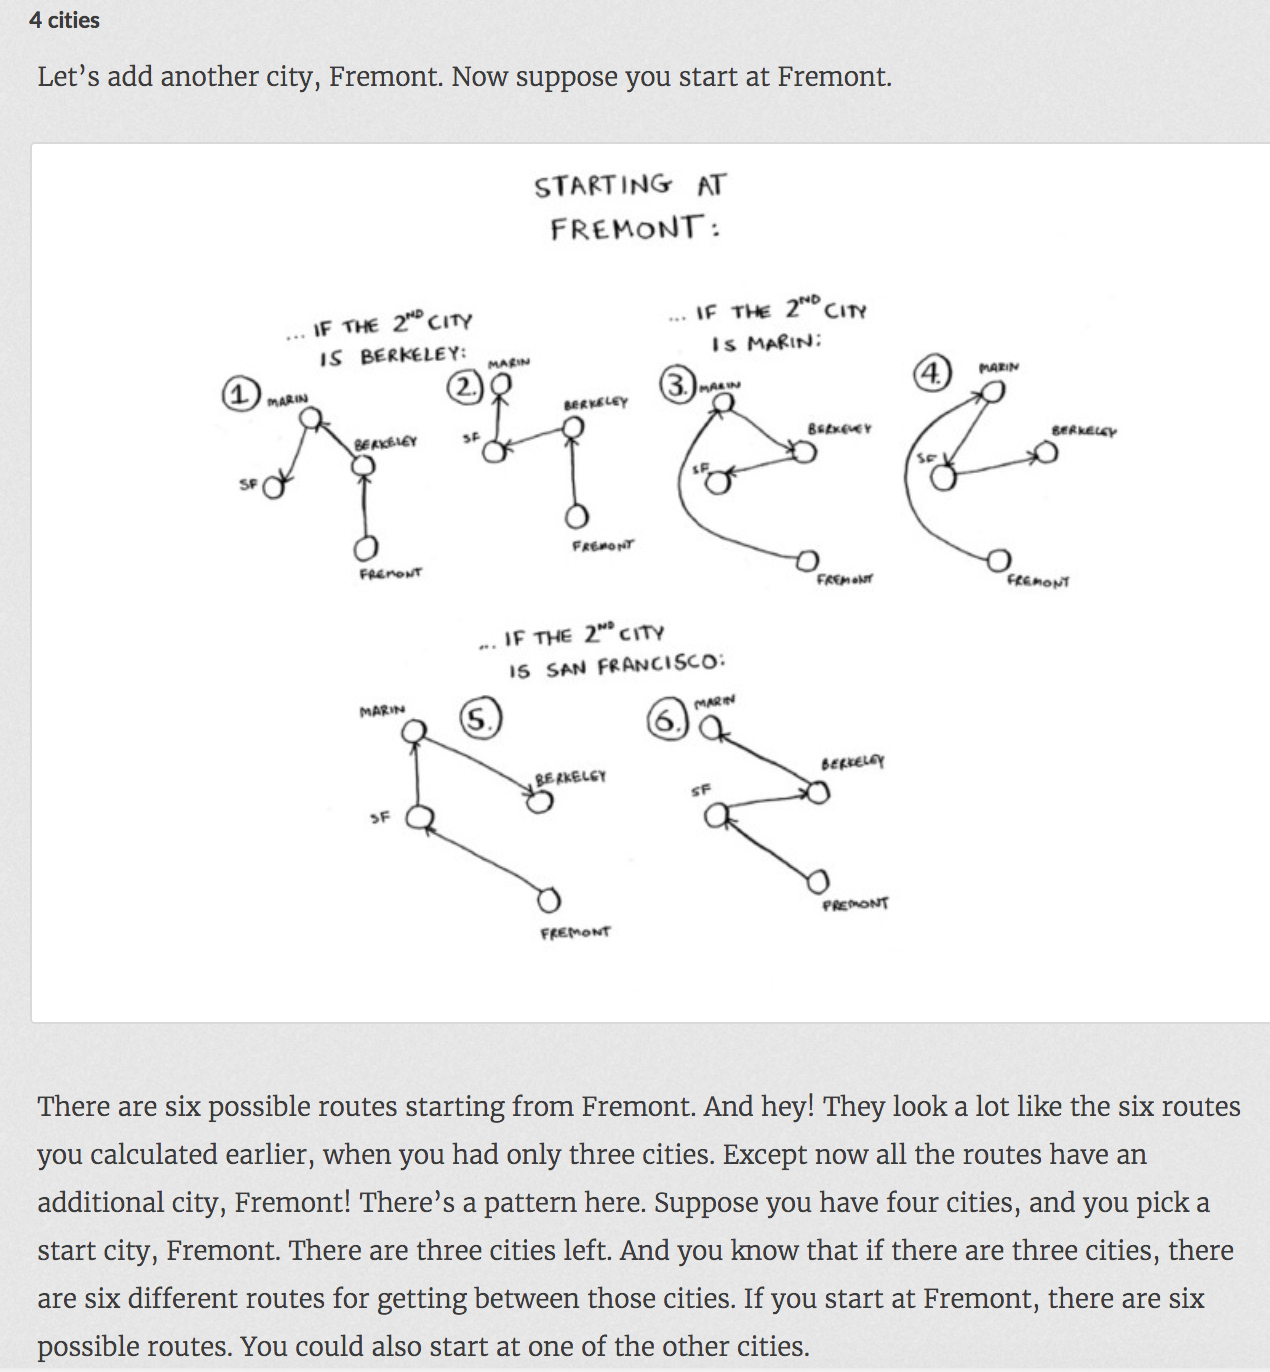 4 cities
Let’s add another city, Fremont. Now suppose you start at Fremont.
STARTING AT
FREMONT:
... IF THE 2ND CITY
IS BERKELEY:
... IF THE 2ND CITY
IS MARIN:
1
MARIN
BERKELEY
SF
FREMONT
2.
MARIN
BERKELEY
SF
FREMONT
3.
MARIN
BERKELEY
SF
FREMONT
4.
MARIN
BERKELEY
SF
FREMONT
... IF THE 2ND CITY
IS SAN FRANCISCO:
MARIN
5.
BERKELEY
SF
FREMONT
6.
MARIN
BERKELEY
SF
FREMONT
There are six possible routes starting from Fremont. And hey! They look a lot like the six routes
you calculated earlier, when you had only three cities. Except now all the routes have an
additional city, Fremont! There’s a pattern here. Suppose you have four cities, and you pick a
start city, Fremont. There are three cities left. And you know that if there are three cities, there
are six different routes for getting between those cities. If you start at Fremont, there are six
possible routes. You could also start at one of the other cities.